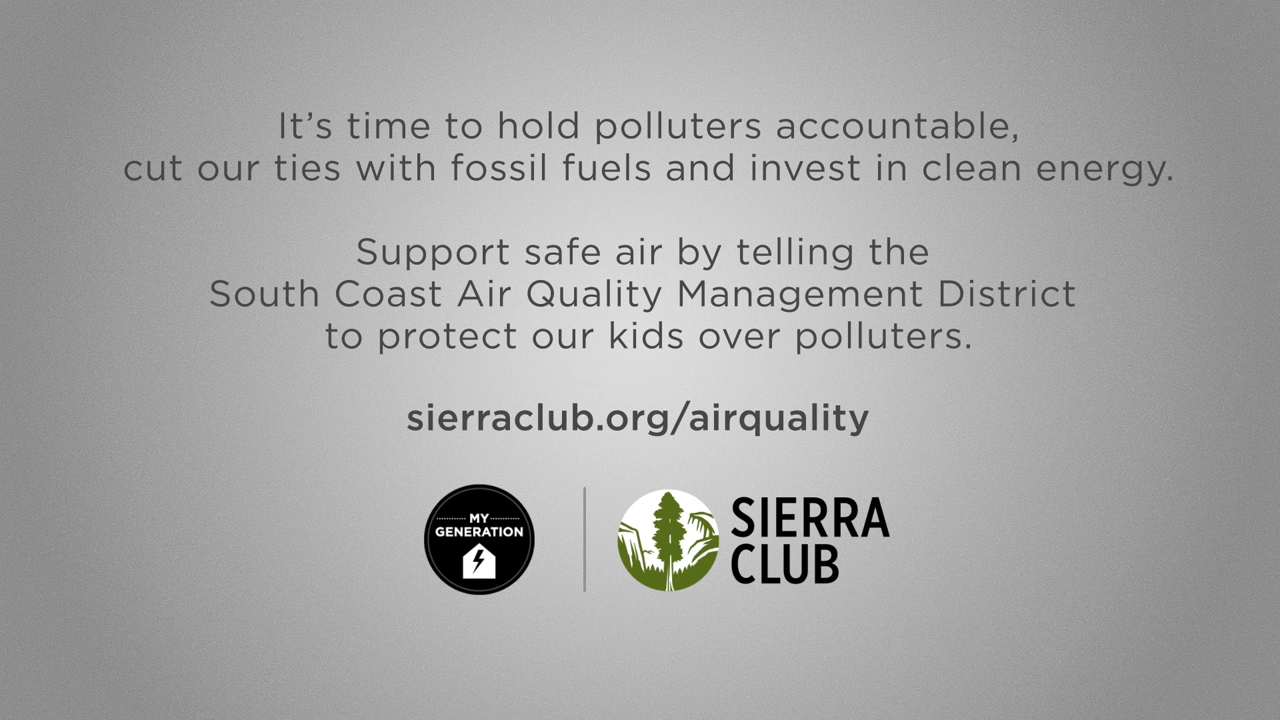 It’s time to hold polluters accountable,
cut our ties with fossil fuels and invest in clean energy.
Support safe air by telling the
South Coast Air Quality Management District
to protect our kids over polluters.
sierraclub.org/airquality
MY
GENERATION
SIERRA
CLUB